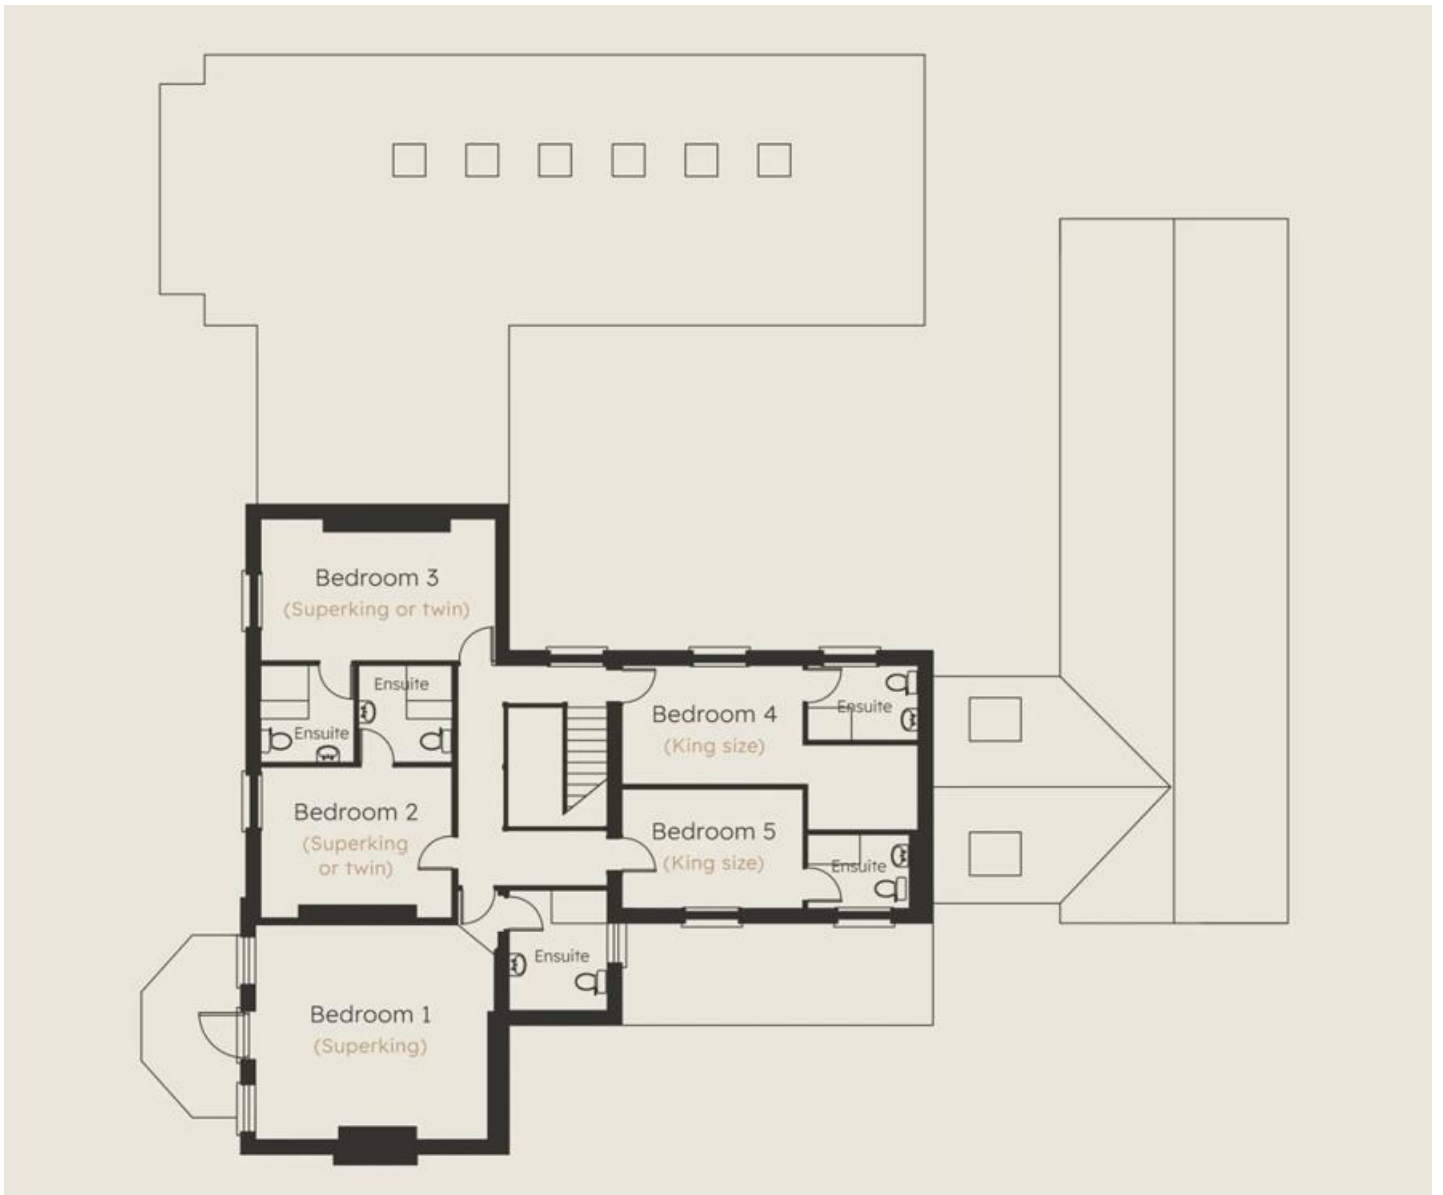 Bedroom 3
(Superking or twin)
Ensuite
Ensuite
Bedroom 2
(Superking
or twin)
Bedroom 4
(King size)
Ensuite
Bedroom 5
(King size)
Ensuite
Ensuite
Bedroom 1
(Superking)